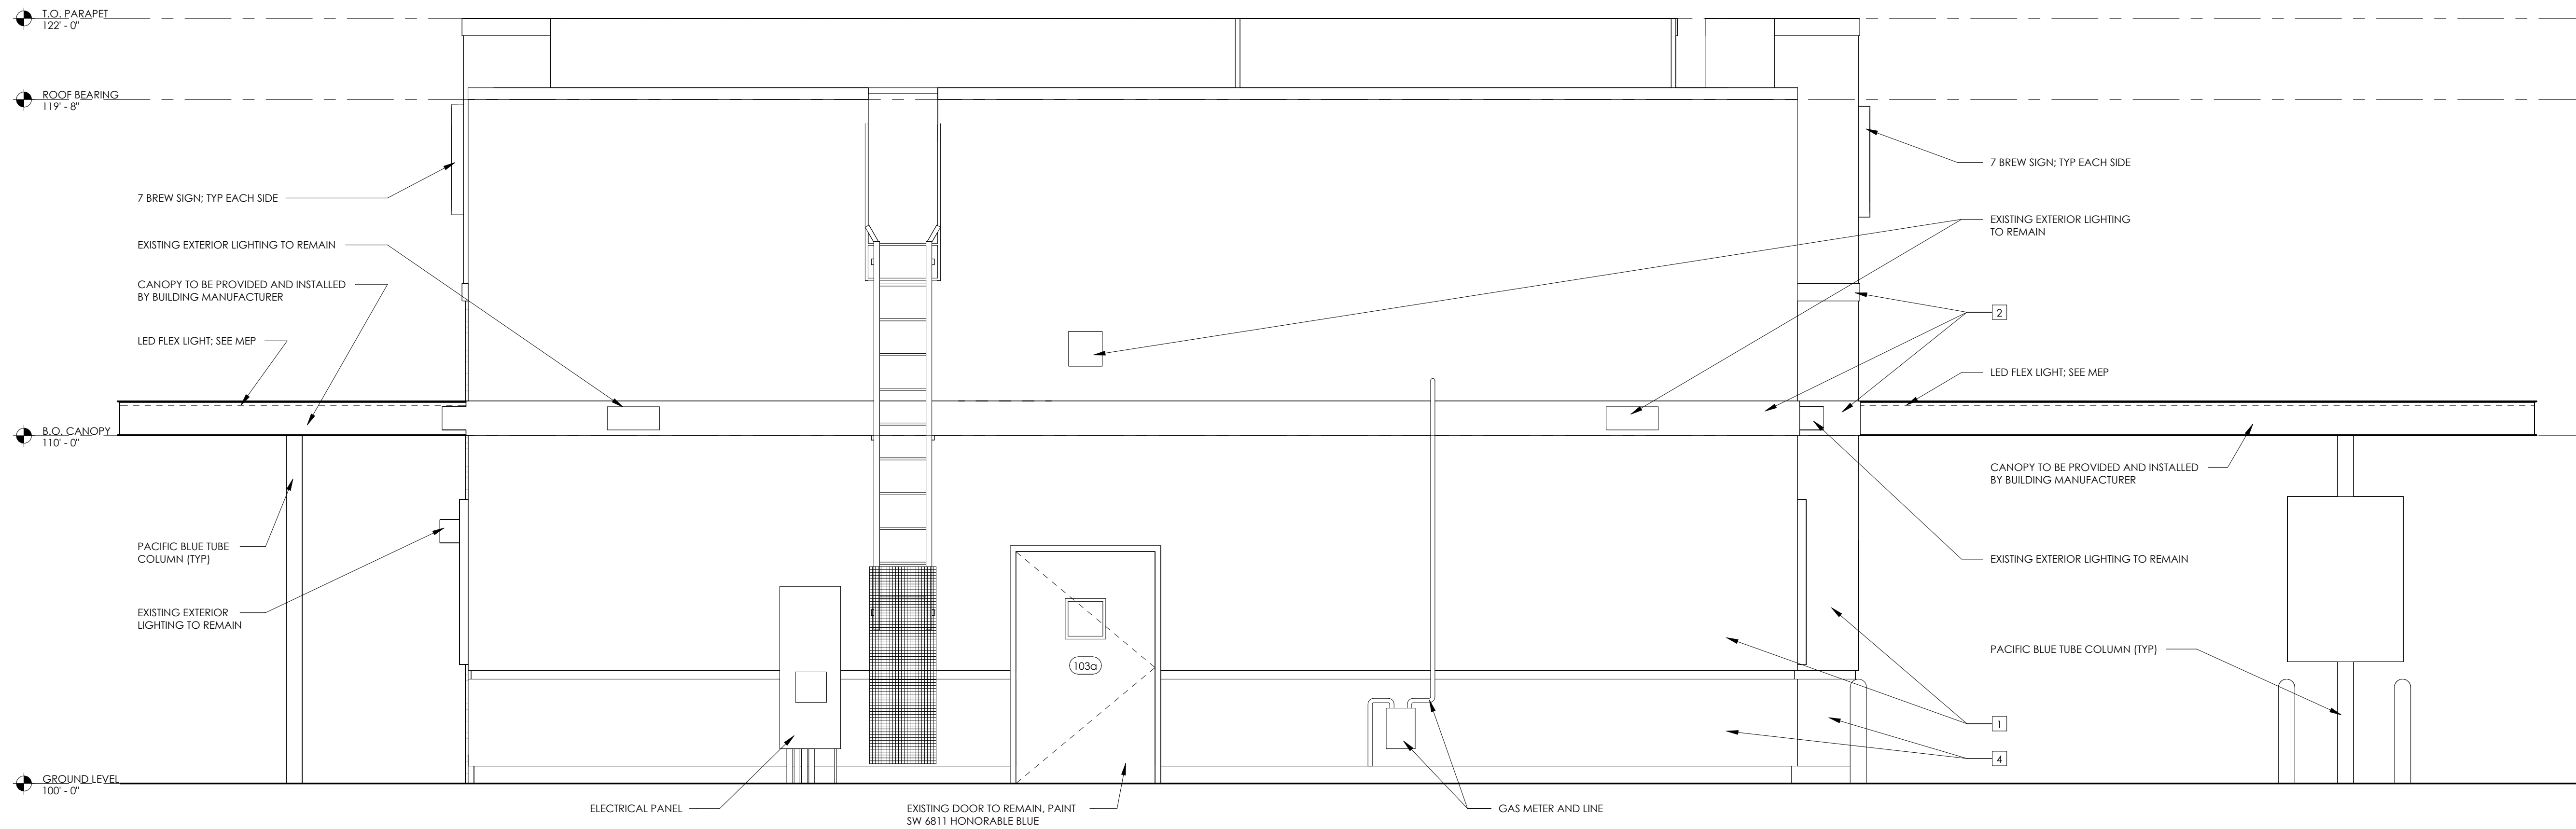 T.O. PARAPET
122' - 0"
ROOF BEARING
119' - 8"
7 BREW SIGN; TYP EACH SIDE
EXISTING EXTERIOR LIGHTING TO REMAIN
CANOPY TO BE PROVIDED AND INSTALLED
BY BUILDING MANUFACTURER
LED FLEX LIGHT; SEE MEP
B.O. CANOPY
110' - 0"
PACIFIC BLUE TUBE
COLUMN (TYP)
EXISTING EXTERIOR
LIGHTING TO REMAIN
GROUND LEVEL
100' - 0"
ELECTRICAL PANEL
103a
EXISTING DOOR TO REMAIN, PAINT
SW 6811 HONORABLE BLUE
GAS METER AND LINE
7 BREW SIGN; TYP EACH SIDE
EXISTING EXTERIOR LIGHTING
TO REMAIN
2
LED FLEX LIGHT; SEE MEP
CANOPY TO BE PROVIDED AND INSTALLED
BY BUILDING MANUFACTURER
EXISTING EXTERIOR LIGHTING TO REMAIN
PACIFIC BLUE TUBE COLUMN (TYP)
1
4